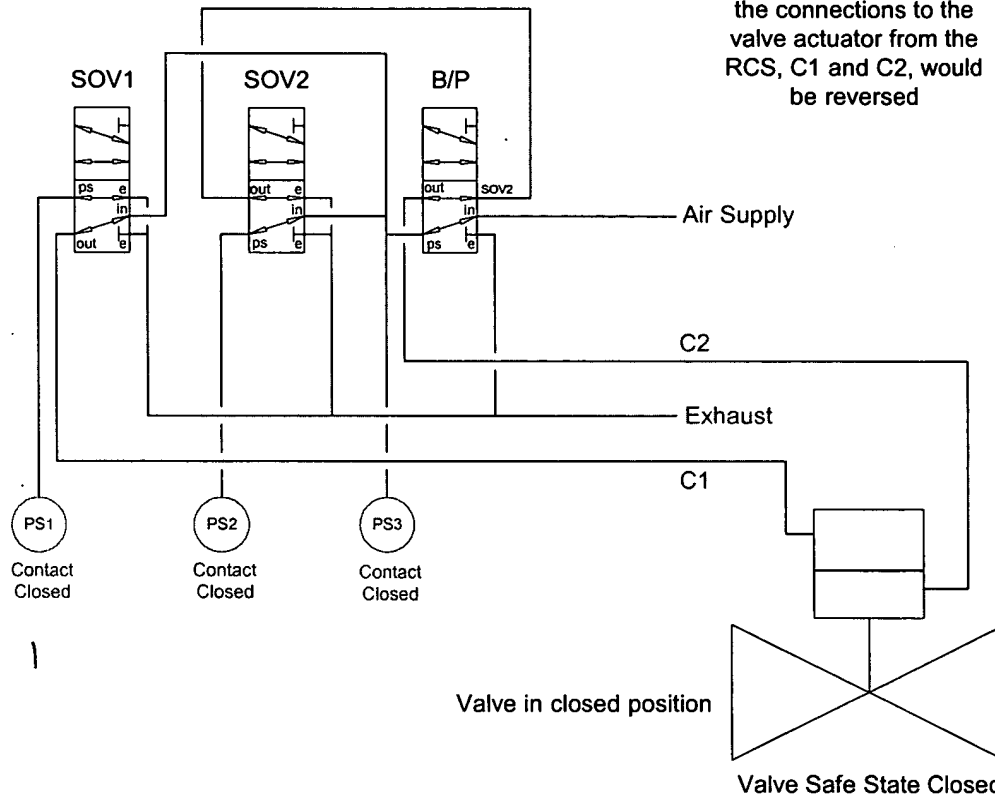 the connections to the
valve actuator from the
RCS, C1 and C2, would
be reversed
SOV1
SOV2
B/P
ps e
in
out e
out e
in
ps e
out SOV2
in
ps e
Air Supply
C2
Exhaust
C1
PS1
PS2
PS3
Contact
Closed
Contact
Closed
Contact
Closed
Valve in closed position
Valve Safe State Closed